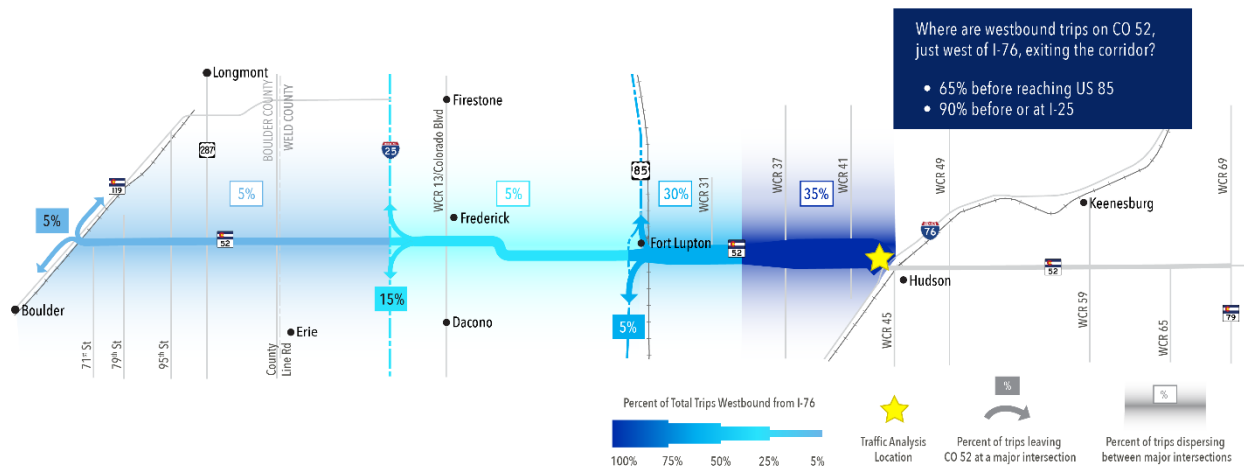 Where are westbound trips on CO 52,
just west of I-76, exiting the corridor?
• 65% before reaching US 85
• 90% before or at I-25
Longmont
BOULDER COUNTY
WELD COUNTY
Firestone
WCR 13/Colorado Blvd
287
25
85
119
5%
5%
5%
30%
35%
WCR 31
WCR 37
WCR 41
WCR 49
WCR 69
Keenesburg
Frederick
Fort Lupton
52
52
76
52
Hudson
15%
5%
Boulder
Erie
Dacono
79
71st St
79th St
95th St
County
Line Rd
WCR 45
WCR 59
WCR 65
Percent of Total Trips Westbound from I-76
100%
75%
50%
25%
5%
Traffic Analysis
Location
%
Percent of trips leaving
CO 52 at a major intersection
%
Percent of trips dispersing
between major intersections